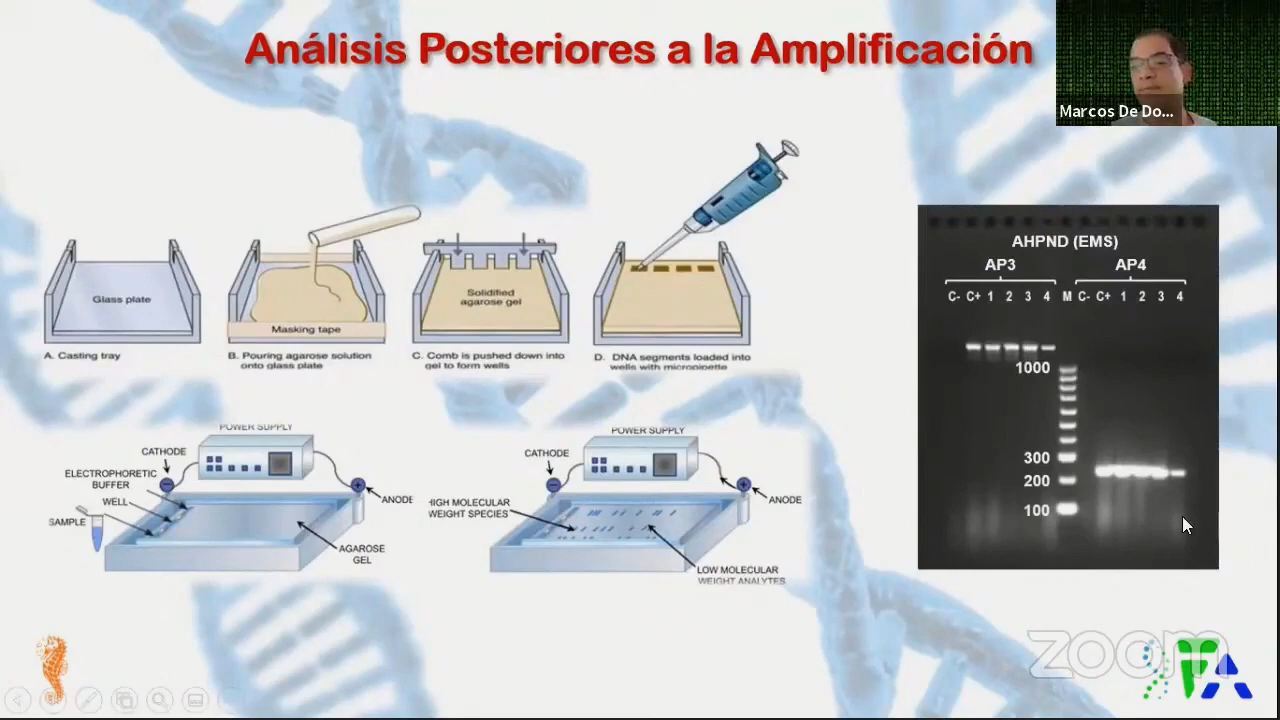 Análisis Posteriores a la Amplificación
Marcos De Do...
Glass plate
Masking tape
Solidified
agarose gel
A. Casting tray
B. Pouring agarose solution
onto glass plate
C. Comb is pushed down into
gel to form wells
D. DNA segments loaded into
wells with micropipette
POWER SUPPLY
CATHODE
ELECTROPHORETIC
BUFFER
WELL
SAMPLE
ANODE
AGAROSE
GEL
POWER SUPPLY
CATHODE
HIGH MOLECULAR
WEIGHT SPECIES
ANODE
LOW MOLECULAR
WEIGHT ANALYTES
AHPND (EMS)
AP3 AP4
C- C+ 1 2 3 4 M C- C+ 1 2 3 4
1000
300
200
100
zoom